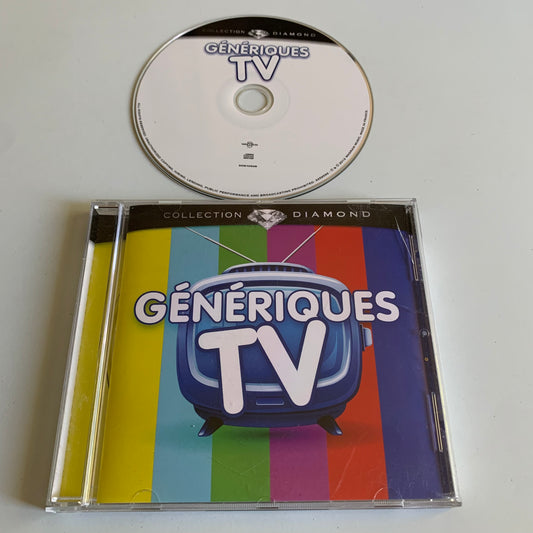 COLLECTION DIAMOND
GÉNÉRIQUES
TV
COLLECTION DIAMOND
GÉNÉRIQUES
TV